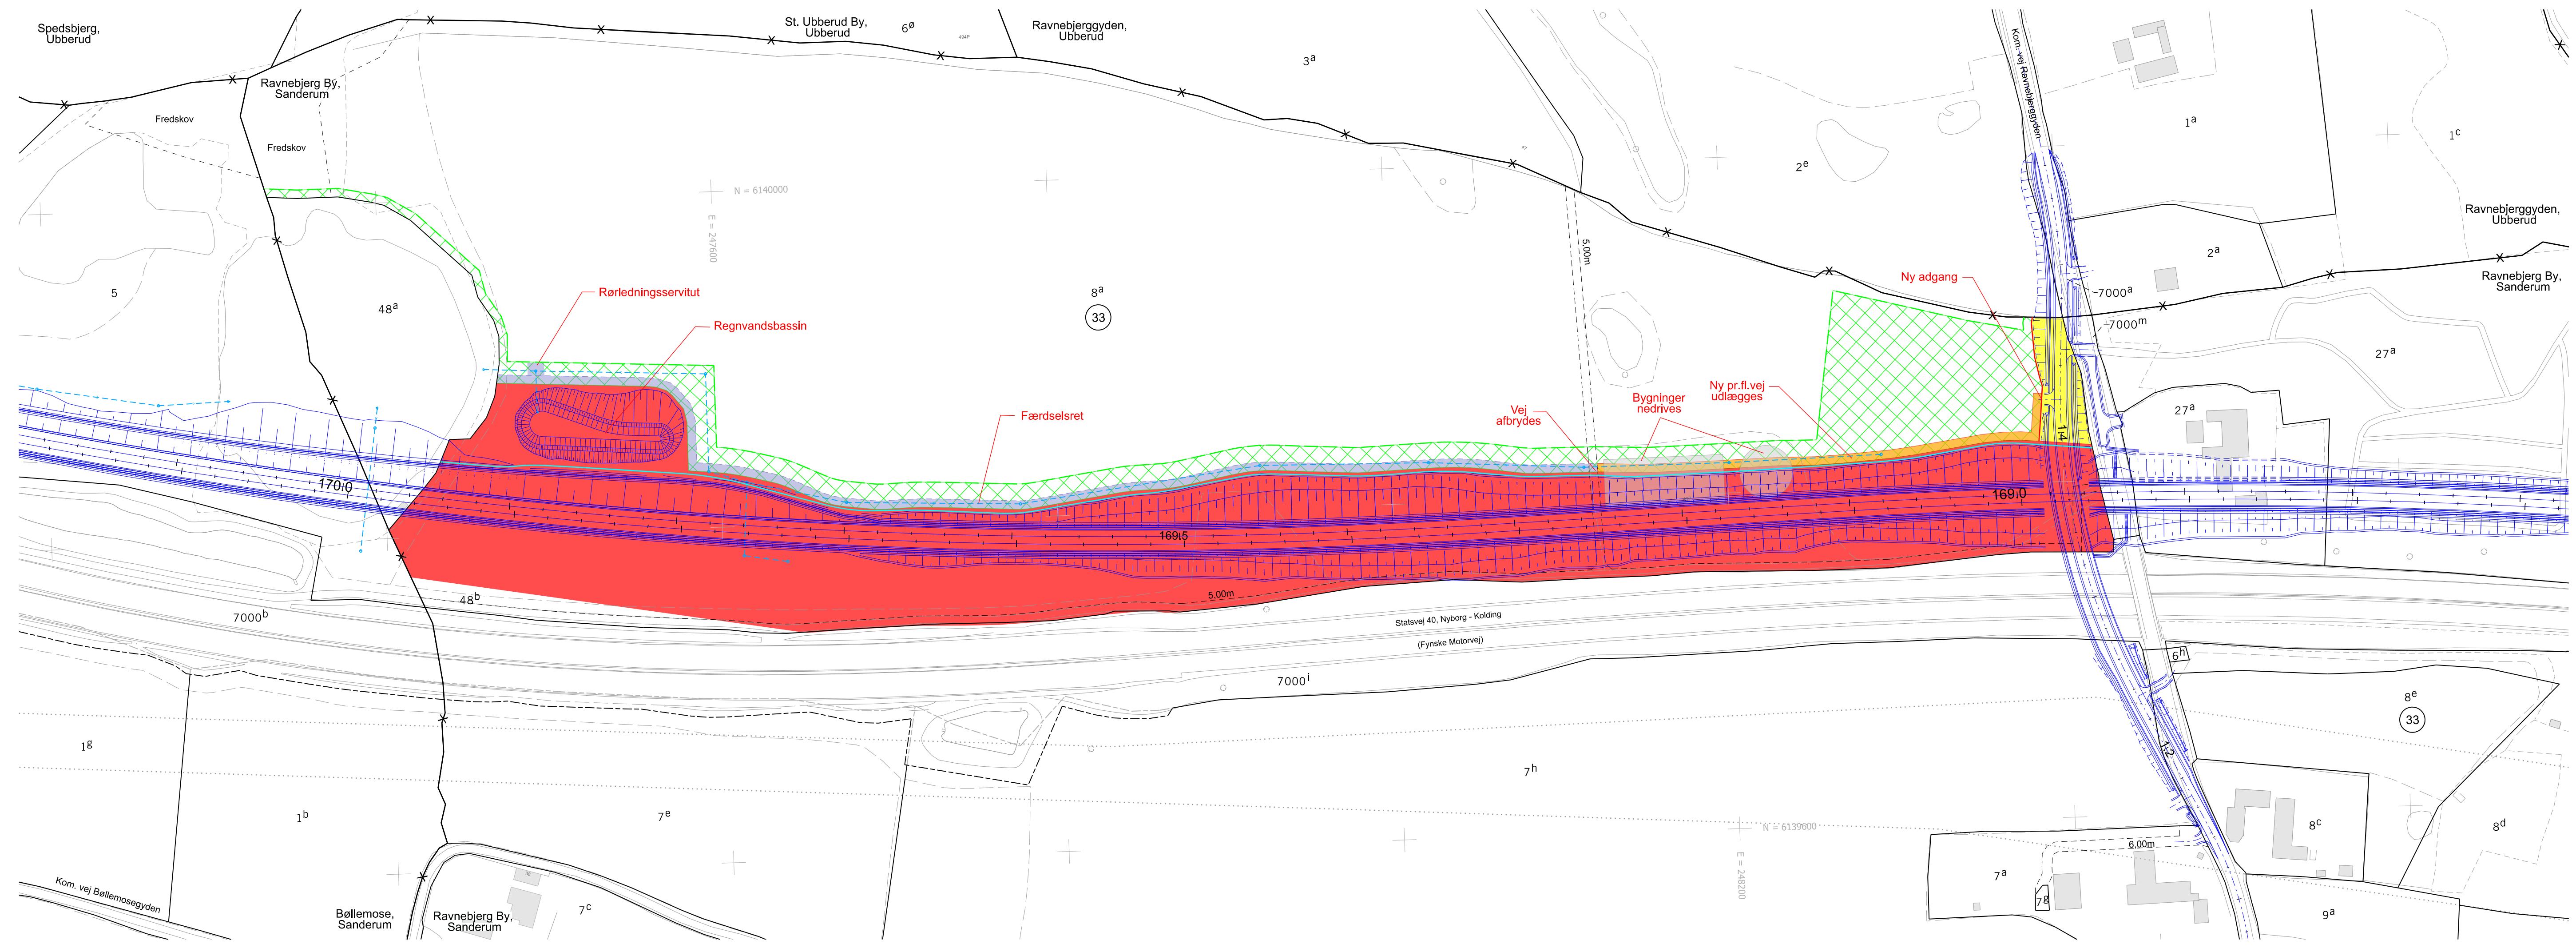 Spedsbjerg,
Ubberud
St. Ubberud By,
Ubberud
6ø
Ravnebjerggyden,
Ubberud
3a
Kom. vej Ravnebjerggyden
Ravnebjerg By,
Sanderum
Fredskov
Fredskov
1a
1c
2e
N = 6140000
E = 247600
Ravnebjerggyden,
Ubberud
2a
Ravnebjerg By,
Sanderum
5,00m
Ny adgang
7000a
7000m
5
48a
Rørledningsservitut
Regnvandsbassin
8a
33
27a
27a
Færdselsret
Vej
afbrydes
Bygninger
nedrives
Ny pr.fl.vej
udlægges
1.4
170.0
169.5
169.0
48b
5,00m
7000b
Statsvej 40, Nyborg - Kolding
(Fynske Motorvej)
7000i
6h
8e
33
1g
1.2
7h
1b
7e
N = 6139600
E = 248200
6,00m
8c
8d
7a
7g
9a
Kom. vej Bøllemosegyden
Bøllemose,
Sanderum
Ravnebjerg By,
Sanderum
7c